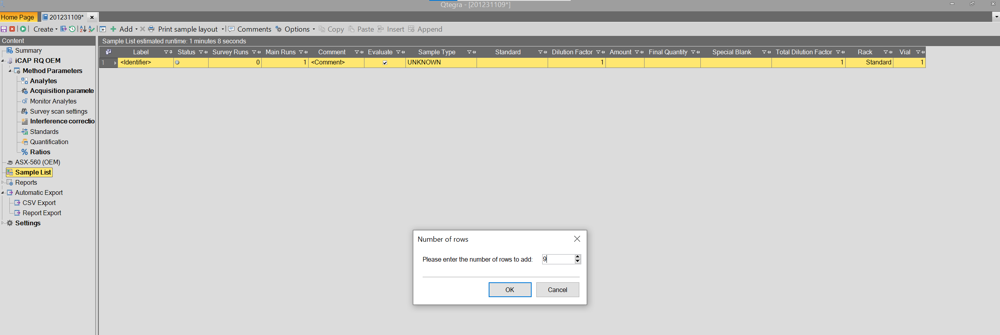 Qtegra - [201231109*]
Home Page 201231109*
Create Add Print sample layout Comments Options Copy Paste Insert Append
Content
Summary
iCAP RQ OEM
Method Parameters
Analytes
Acquisition paramete
Monitor Analytes
Survey scan settings
Interference correctio
Standards
Quantification
Ratios
ASX-560 (OEM)
Sample List
Reports
Automatic Export
CSV Export
Report Export
Settings
Sample List estimated runtime: 1 minutes 8 seconds
Label Status Survey Runs Main Runs Comment Evaluate Sample Type Standard Dilution Factor Amount Final Quantity Special Blank Total Dilution Factor Rack Vial
1 <Identifier> 0 1 <Comment> UNKNOWN 1 1 Standard 1
Number of rows
Please enter the number of rows to add: 9
OK Cancel